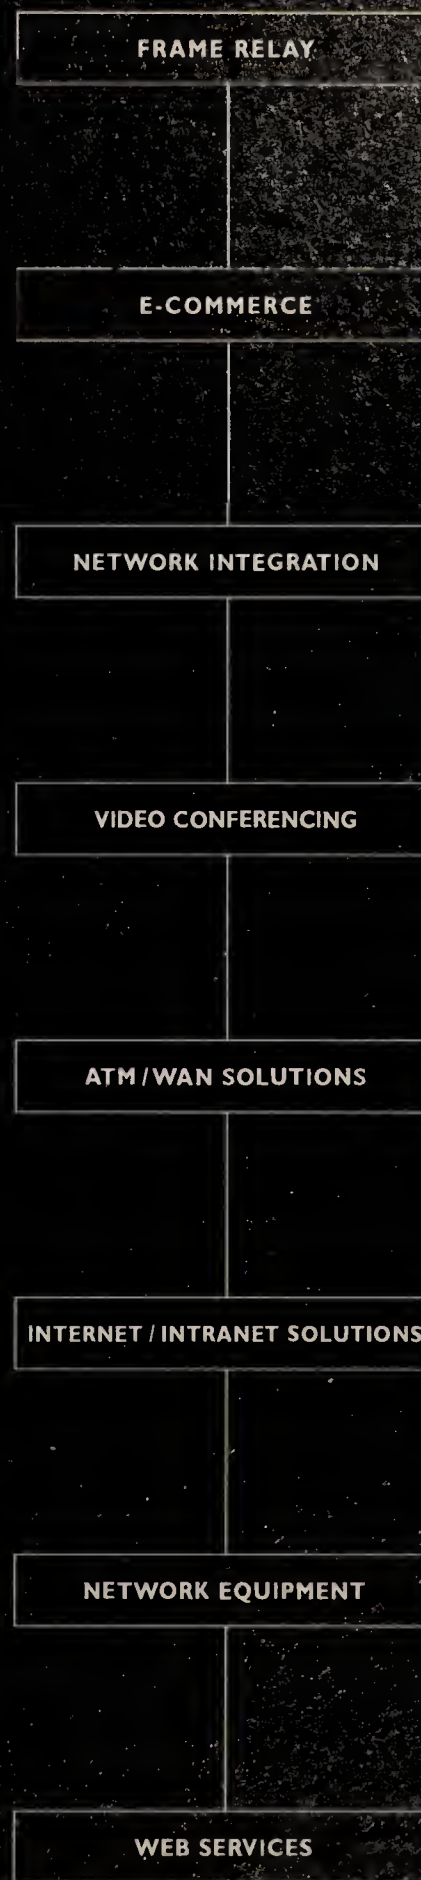 FRAME RELAY
E-COMMERCE
NETWORK INTEGRATION
VIDEO CONFERENCING
ATM / WAN SOLUTIONS
INTERNET / INTRANET SOLUTIONS
NETWORK EQUIPMENT
WEB SERVICES